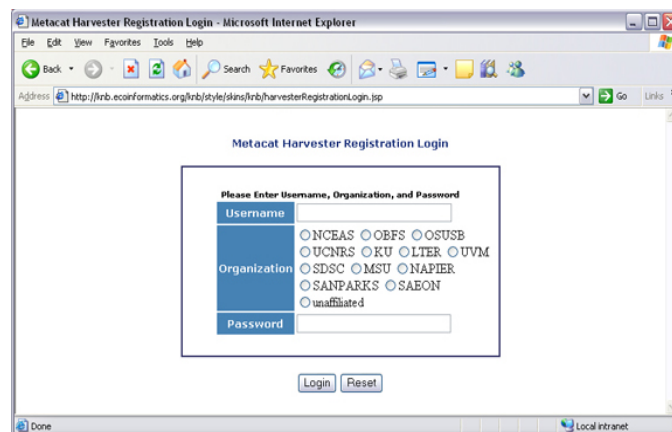 Metacat Harvester Registration Login - Microsoft Internet Explorer
File Edit View Favorites Tools Help
Back Search Favorites
Address http://knb.ecoinformatics.org/knb/style/skins/knb/harvesterRegistrationLogin.jsp Go Links
Metacat Harvester Registration Login
Please Enter Username, Organization, and Password
Username
Organization
NCEAS OBFS OSUSB
UCNRS KU LTER UVM
SDSC MSU NAPIER
SANPARKS SAEON
unaffiliated
Password
Login Reset
Done Local intranet